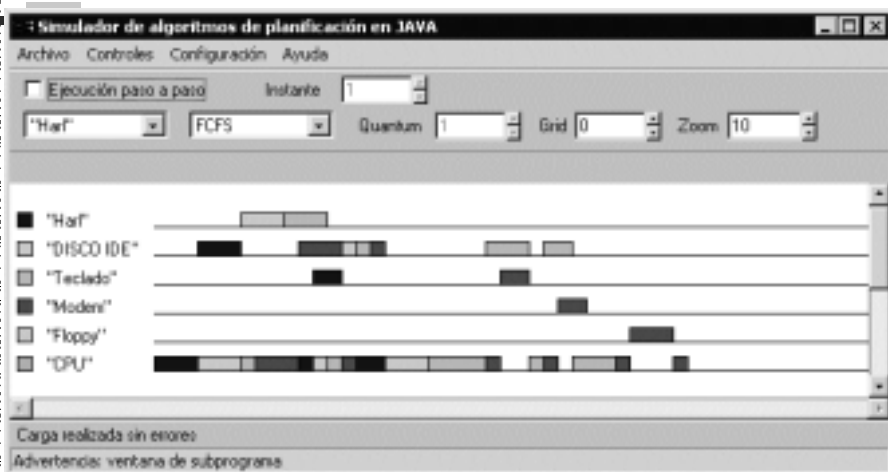 Simulador de algoritmos de planificación en JAVA
Archivo Controles Configuración Ayuda
Ejecución paso a paso Instante 1
"Harl" FCFS Quantum 1 Grid 0 Zoom 10
"Harl"
"DISCO IDE"
"Teclado"
"Modem"
"Floppy"
"CPU"
Carga realizada sin errores
Advertencia: ventana de subprograma